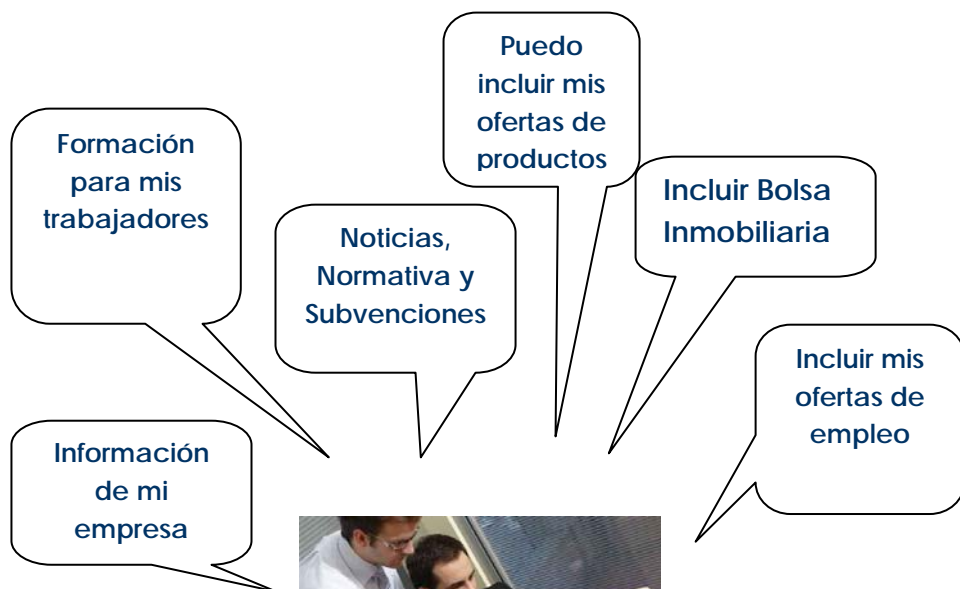 Puedo
incluir mis
ofertas de
productos
Formación
para mis
trabajadores
Incluir Bolsa
Inmobiliaria
Noticias,
Normativa y
Subvenciones
Incluir mis
ofertas de
empleo
Información
de mi
empresa